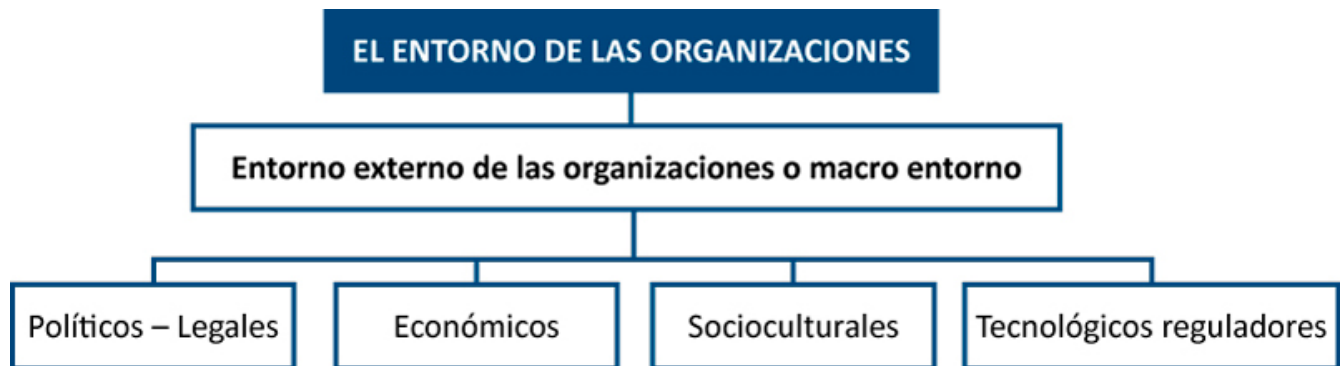 EL ENTORNO DE LAS ORGANIZACIONES
Entorno externo de las organizaciones o macro entorno
Políticos – Legales
Económicos
Socioculturales
Tecnológicos reguladores